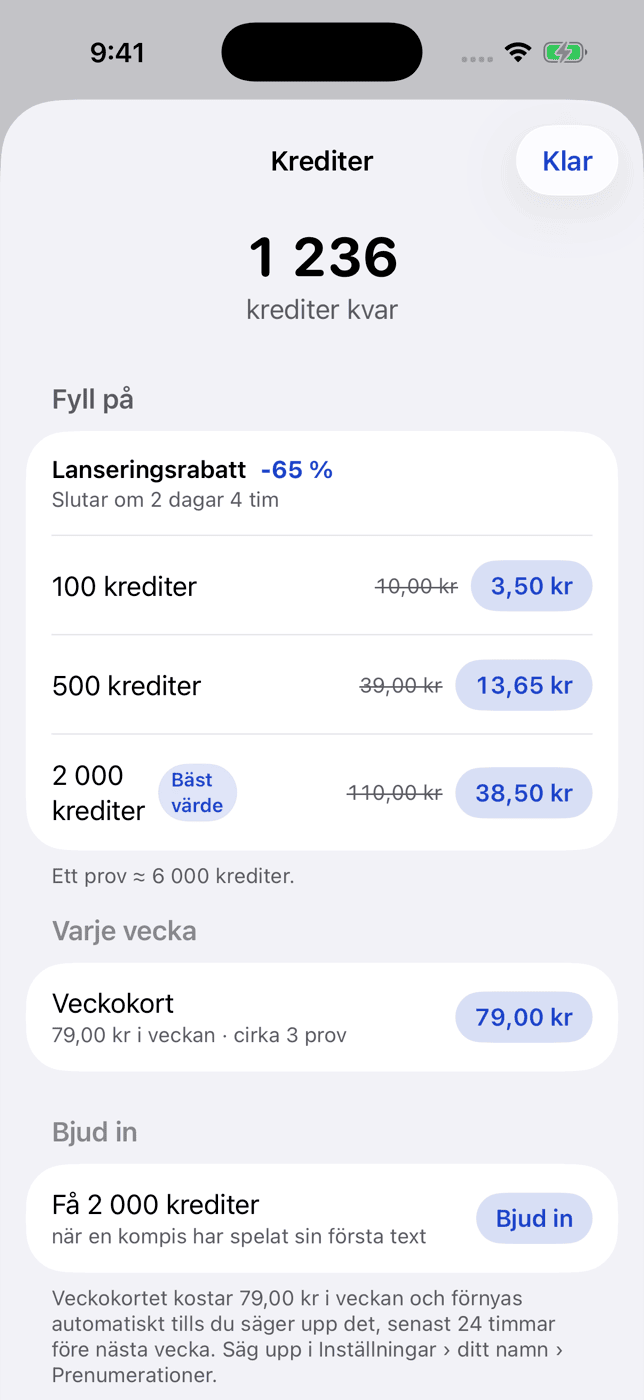 9:41
Krediter
Klar
1 236
krediter kvar
Fyll på
Lanseringsrabatt -65 %
Slutar om 2 dagar 4 tim
100 krediter 10,00 kr 3,50 kr
500 krediter 39,00 kr 13,65 kr
2 000
krediter
Bäst
värde
110,00 kr 38,50 kr
Ett prov ≈ 6 000 krediter.
Varje vecka
Veckokort
79,00 kr i veckan · cirka 3 prov
79,00 kr
Bjud in
Få 2 000 krediter
när en kompis har spelat sin första text
Bjud in
Veckokortet kostar 79,00 kr i veckan och förnyas
automatiskt tills du säger upp det, senast 24 timmar
före nästa vecka. Säg upp i Inställningar › ditt namn ›
Prenumerationer.